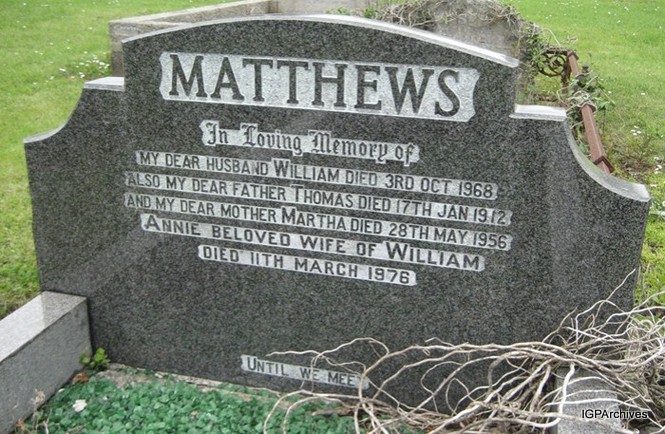 MATTHEWS
In Loving Memory of
MY DEAR HUSBAND WILLIAM DIED 3RD OCT 1968
ALSO MY DEAR FATHER THOMAS DIED 17TH JAN 1912
AND MY DEAR MOTHER MARTHA DIED 28TH MAY 1956
ANNIE BELOVED WIFE OF WILLIAM
DIED 11TH MARCH 1976
UNTIL WE MEE
IGPArchives